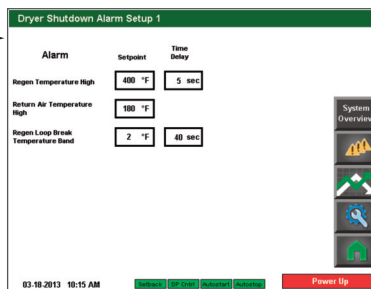 Dryer Shutdown Alarm Setup 1
Alarm Setpoint Time Delay
Regen Temperature High 400 °F 5 sec
Return Air Temperature High 180 °F
Regen Loop Break Temperature Band 2 °F 40 sec
System Overview
03-18-2013 10:15 AM Setback DP Cntrl Autostart Autostop Power Up